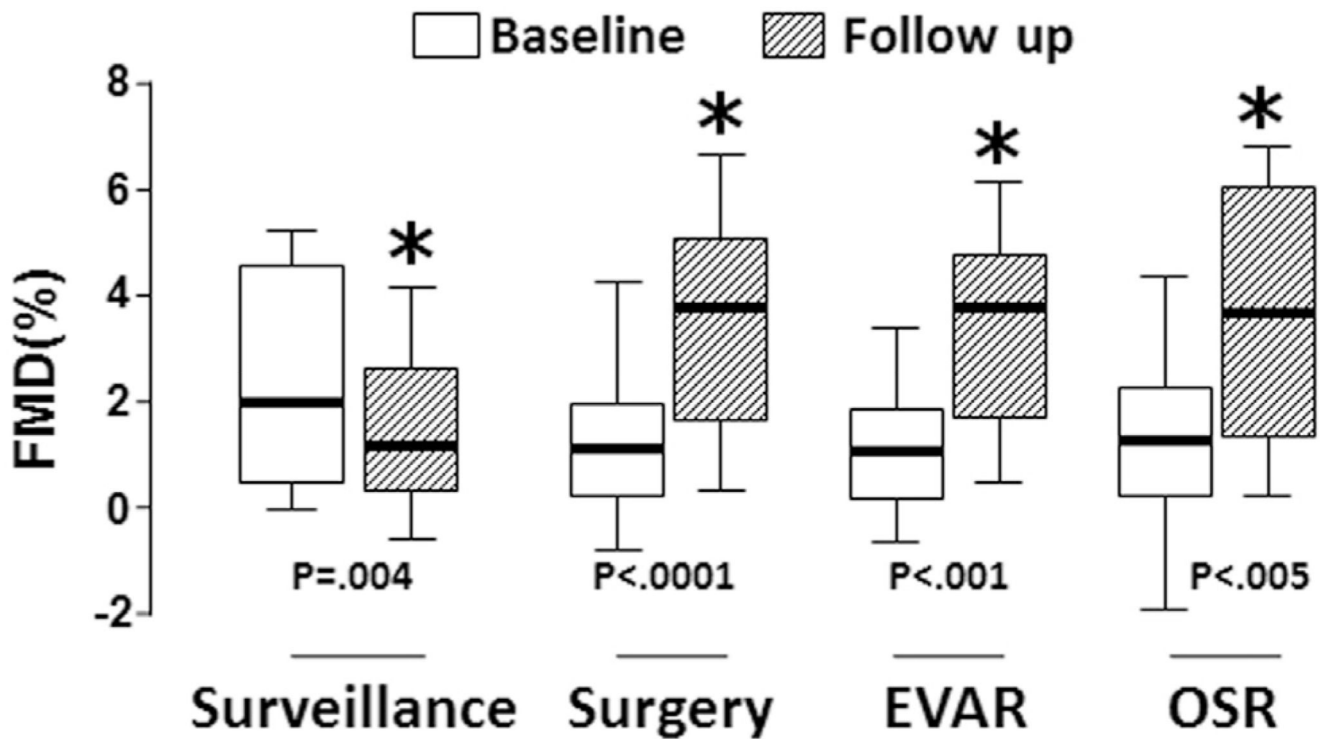 Baseline Follow up
8
6
4
2
0
-2
FMD(%)
* * * *
P=.004 P<.0001 P<.001 P<.005
Surveillance Surgery EVAR OSR